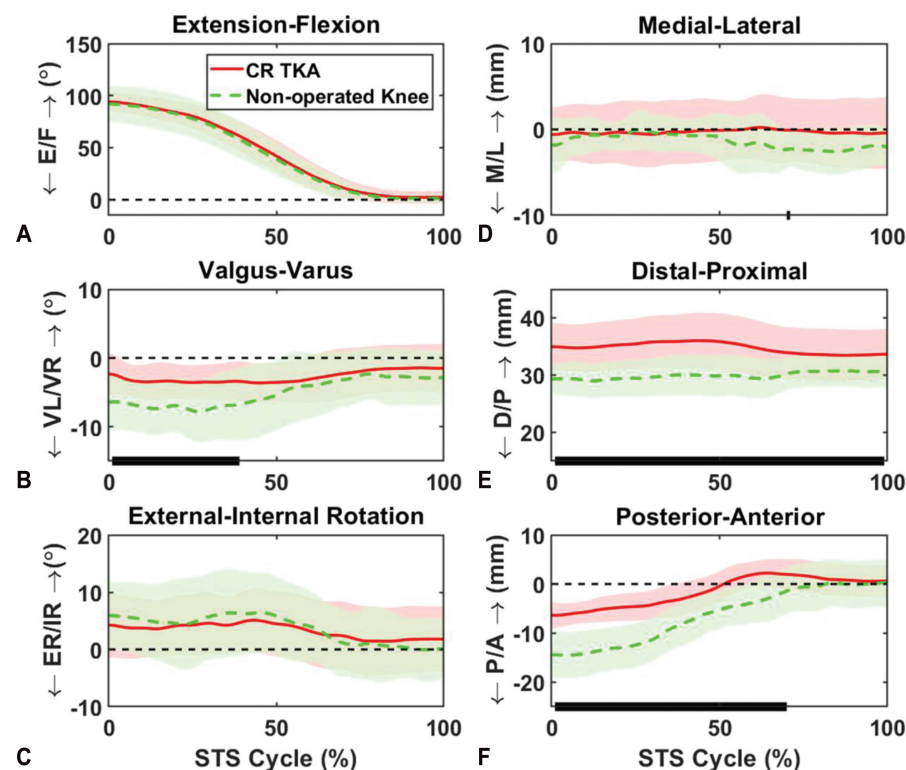 Extension-Flexion
← E/F → (°)
150
100
50
0
CR TKA
Non-operated Knee
0 50 100
A
Medial-Lateral
← M/L → (mm)
10
0
-10
0 50 100
D
Valgus-Varus
← VL/VR → (°)
10
0
-10
0 50 100
B
Distal-Proximal
← D/P → (mm)
40
30
20
0 50 100
E
External-Internal Rotation
← ER/IR →(°)
20
10
0
-10
0 50 100
STS Cycle (%)
C
Posterior-Anterior
← P/A → (mm)
10
0
-10
-20
0 50 100
STS Cycle (%)
F